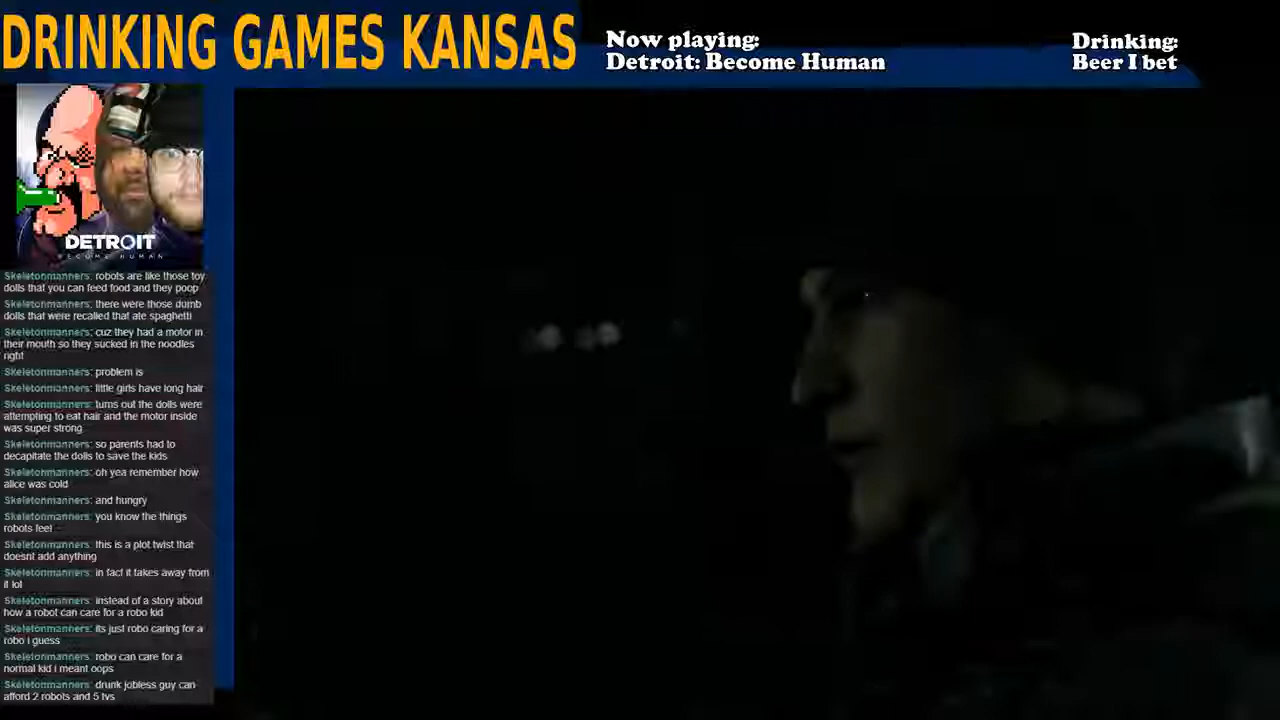 DRINKING GAMES KANSAS
Now playing:
Detroit: Become Human
Drinking:
Beer I bet
DETROIT
BECOME HUMAN
Skeletonmanners: robots are like those toy
dolls that you can feed food and they poop
Skeletonmanners: there were those dumb
dolls that were recalled that ate spaghetti
Skeletonmanners: cuz they had a motor in
their mouth so they sucked in the noodles
right
Skeletonmanners: problem is
Skeletonmanners: little girls have long hair
Skeletonmanners: turns out the dolls were
attempting to eat hair and the motor inside
was super strong
Skeletonmanners: so parents had to
decapitate the dolls to save the kids
Skeletonmanners: oh yea remember how
alice was cold
Skeletonmanners: and hungry
Skeletonmanners: you know the things
robots feel
Skeletonmanners: this is a plot twist that
doesnt add anything
Skeletonmanners: in fact it takes away from
it lol
Skeletonmanners: instead of a story about
how a robot can care for a robo kid
Skeletonmanners: its just robo caring for a
robo i guess
Skeletonmanners: robo can care for a
normal kid i meant oops
Skeletonmanners: drunk jobless guy can
afford 2 robots and 5 tvs